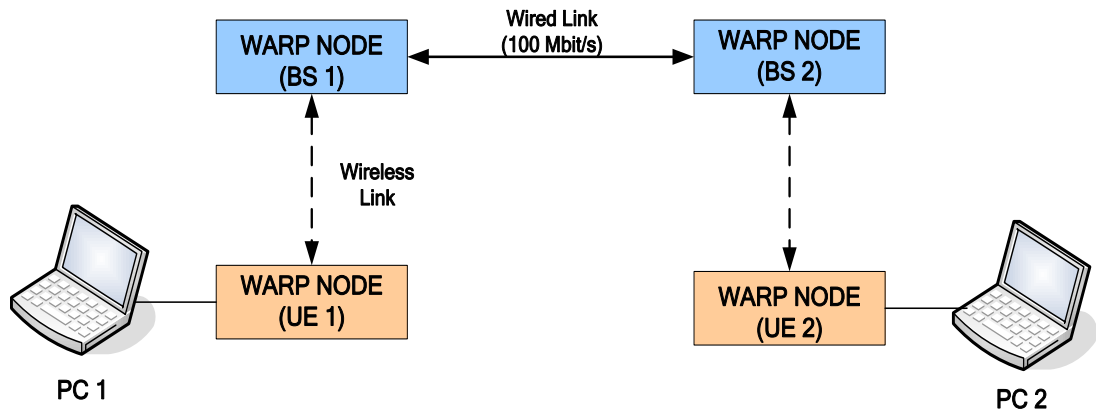 WARP NODE
(BS 1)
Wired Link
(100 Mbit/s)
WARP NODE
(BS 2)
Wireless
Link
WARP NODE
(UE 1)
WARP NODE
(UE 2)
PC 1
PC 2